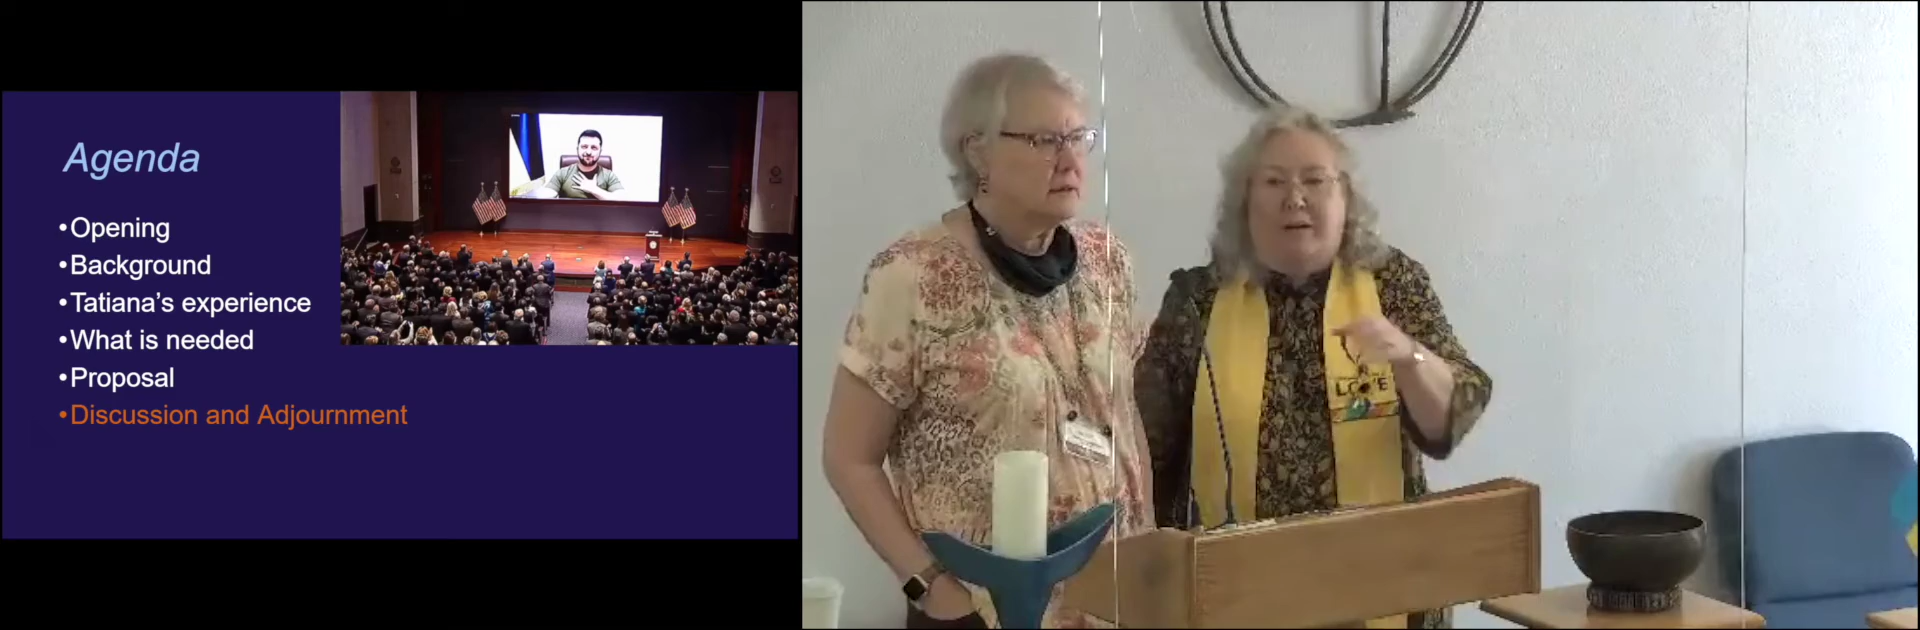 Agenda
•Opening
•Background
•Tatiana's experience
•What is needed
•Proposal
•Discussion and Adjournment
LOVE